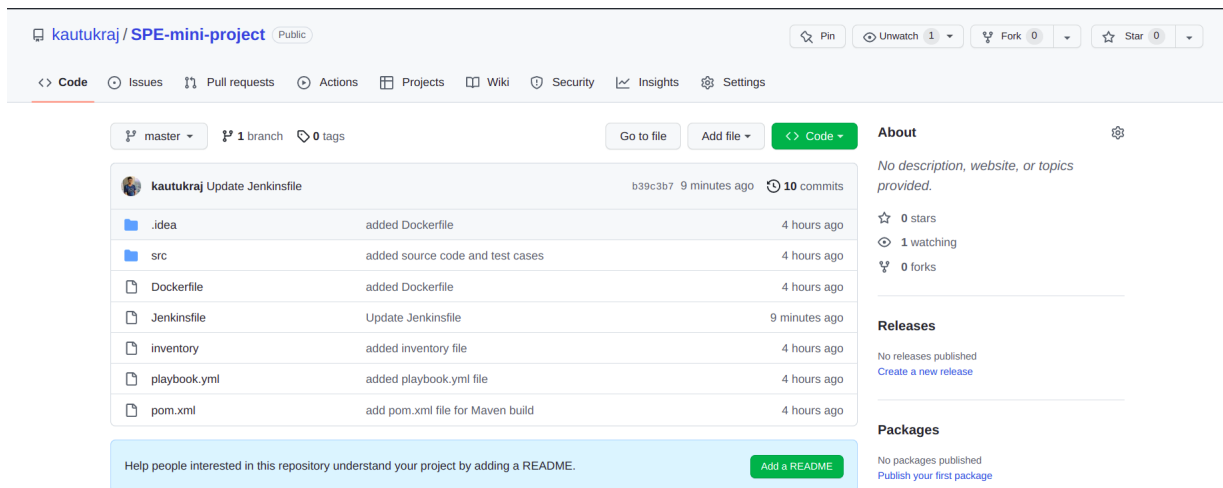 kautukraj / SPE-mini-project Public
Pin
Unwatch 1
Fork 0
Star 0
<> Code
Issues
Pull requests
Actions
Projects
Wiki
Security
Insights
Settings
master
1 branch
0 tags
Go to file
Add file
<> Code
kautukraj Update Jenkinsfile b39c3b7 9 minutes ago 10 commits
.idea added Dockerfile 4 hours ago
src added source code and test cases 4 hours ago
Dockerfile added Dockerfile 4 hours ago
Jenkinsfile Update Jenkinsfile 9 minutes ago
inventory added inventory file 4 hours ago
playbook.yml added playbook.yml file 4 hours ago
pom.xml add pom.xml file for Maven build 4 hours ago
Help people interested in this repository understand your project by adding a README. Add a README
About
No description, website, or topics
provided.
0 stars
1 watching
0 forks
Releases
No releases published
Create a new release
Packages
No packages published
Publish your first package